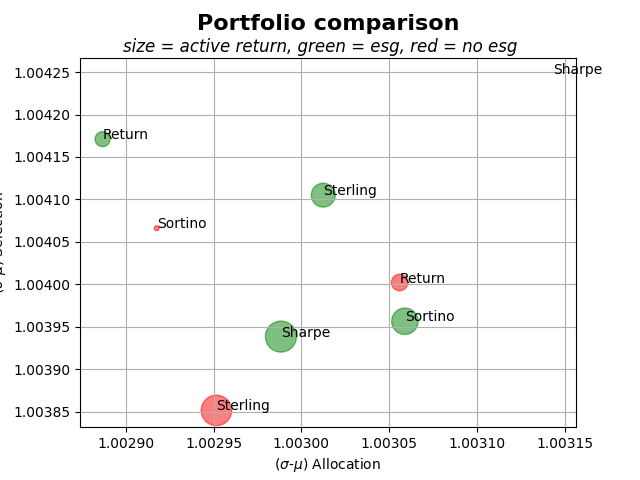 Portfolio comparison
size = active return, green = esg, red = no esg
Sharpe
1.00425
1.00420
Return
1.00415
Sterling
1.00410
Sortino
1.00405
Return
1.00400
Sortino
1.00395
Sharpe
1.00390
Sterling
1.00385
1.00290 1.00295 1.00300 1.00305 1.00310 1.00315
(σ-μ) Allocation